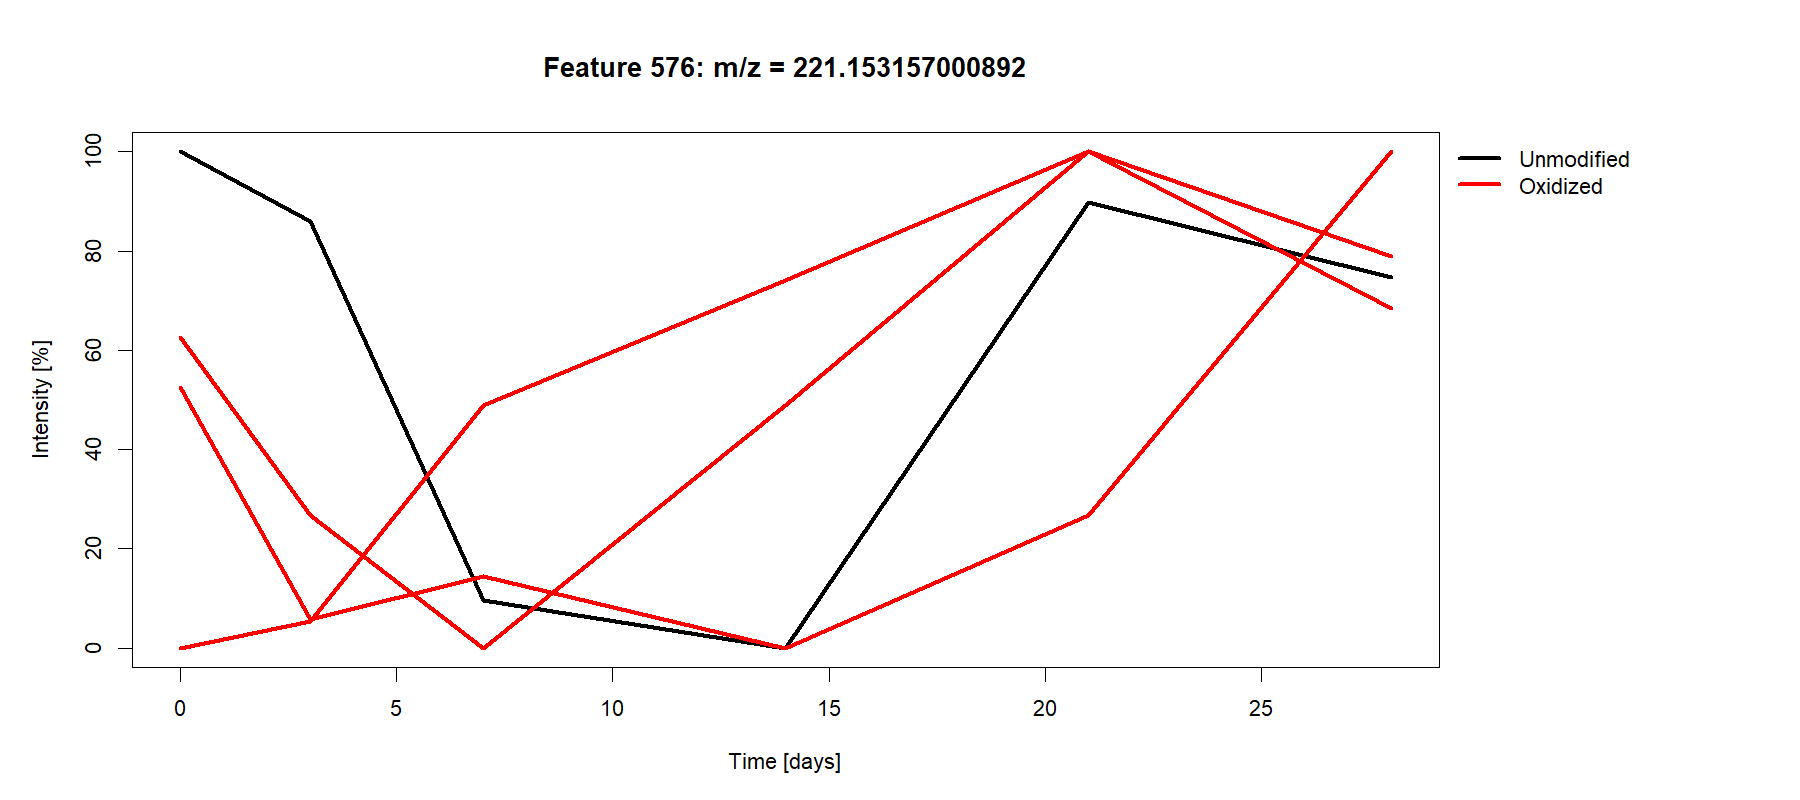 Feature 576: m/z = 221.153157000892
Unmodified
Oxidized
100
80
60
40
20
0
Intensity [%]
0 5 10 15 20 25
Time [days]